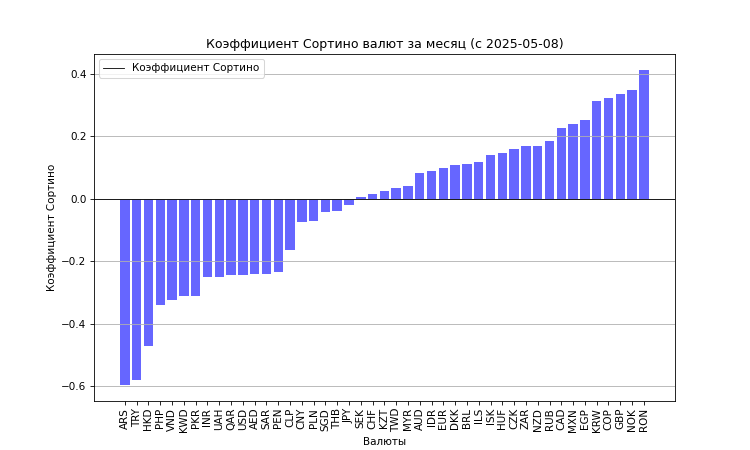 Коэффициент Сортино валют за месяц (с 2025-05-08)
Коэффициент Сортино
Коэффициент Сортино
0.4
0.2
0.0
−0.2
−0.4
−0.6
ARS
TRY
HKD
PHP
VND
KWD
PKR
INR
UAH
QAR
USD
AED
SAR
PEN
CLP
CNY
PLN
SGD
THB
JPY
SEK
CHF
KZT
TWD
MYR
AUD
IDR
EUR
DKK
BRL
ILS
ISK
HUF
CZK
ZAR
NZD
RUB
CAD
MXN
EGP
KRW
COP
GBP
NOK
RON
Валюты